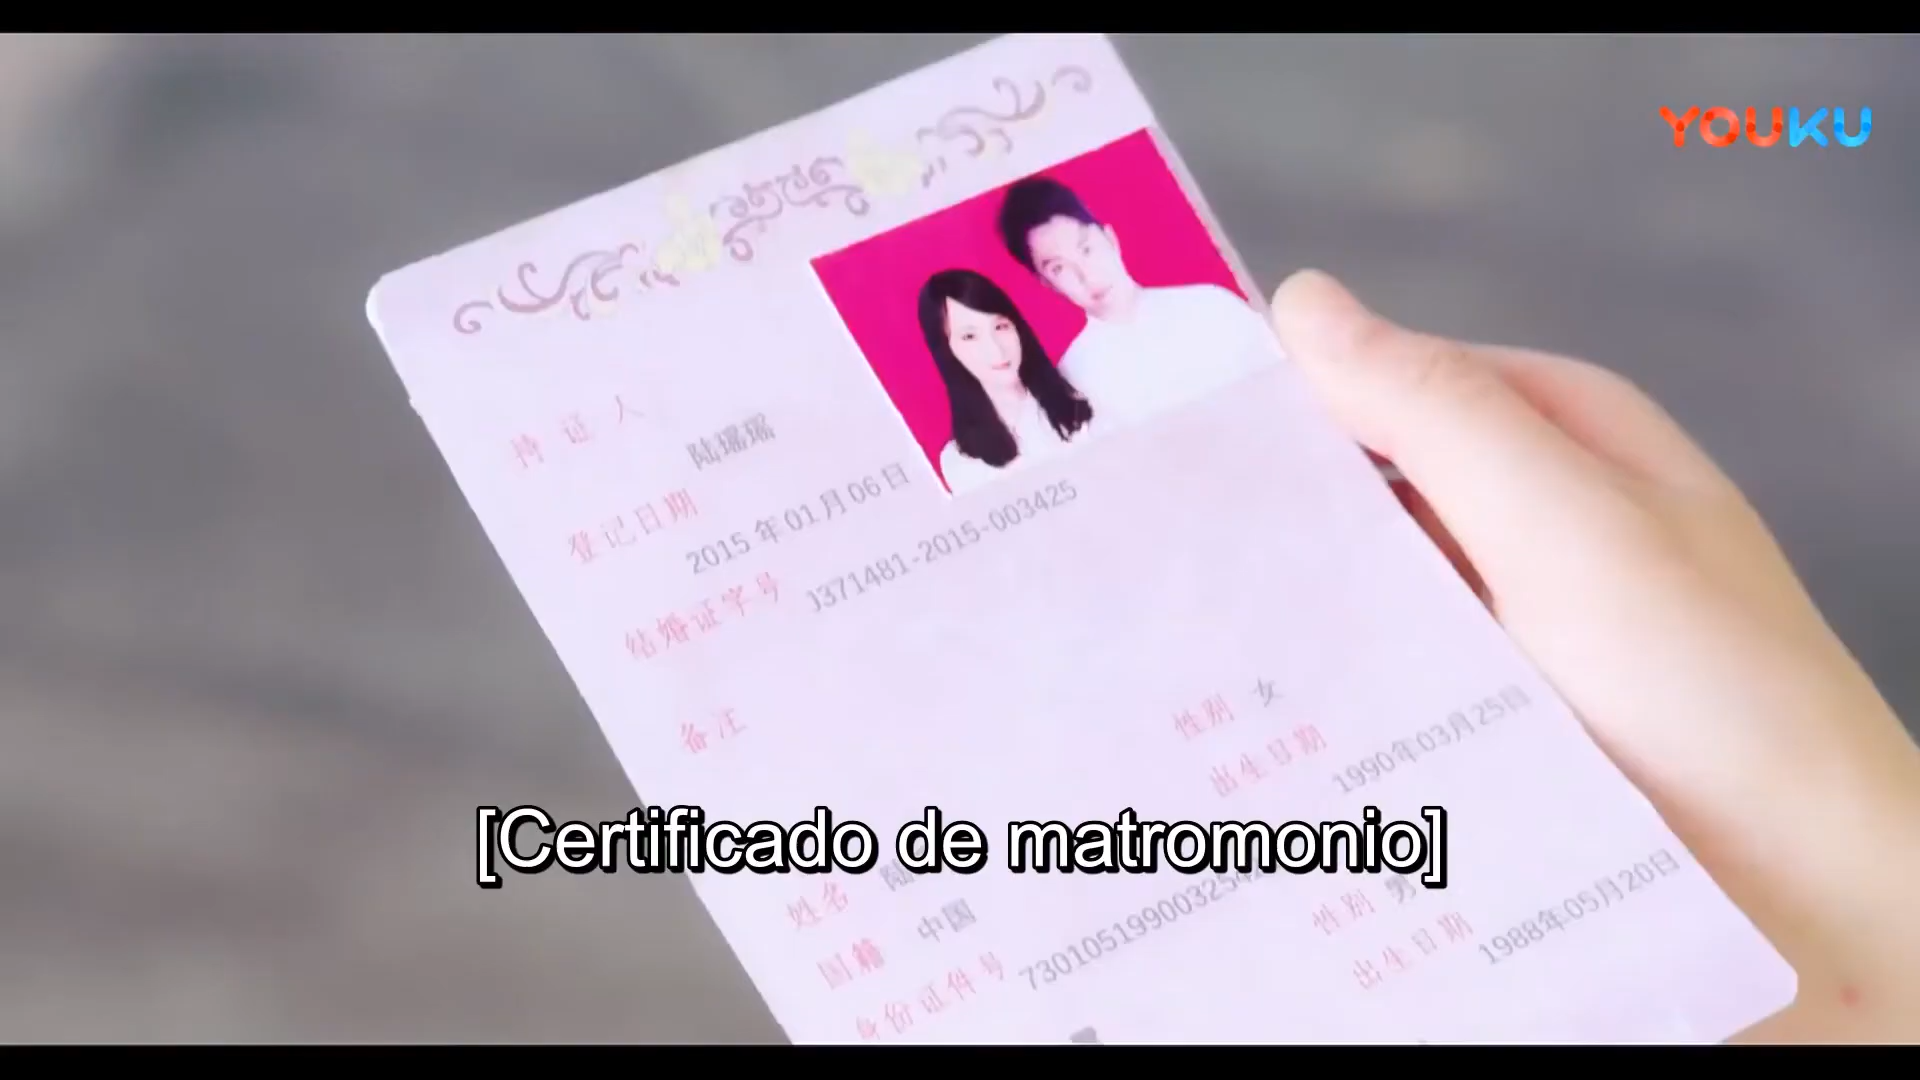 YOUKU
持证人
陆瑶瑶
登记日期
2015年01月06日
结婚证字号 J371481-2015-003425
备注
性别 女
出生日期 1990年03月25日
[Certificado de matromonio]
姓名
国籍 中国
身份证件号
性别 男
出生日期 1988年05月20日